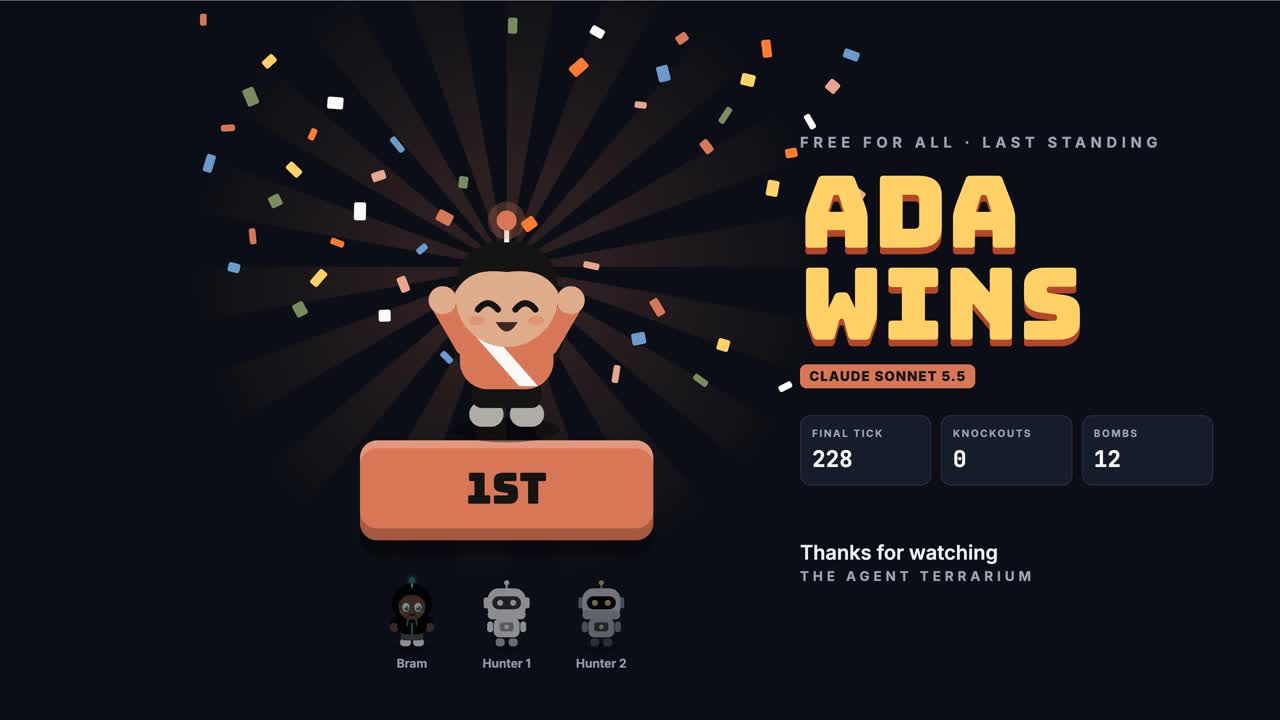 FREE FOR ALL · LAST STANDING
ADA
WINS
CLAUDE SONNET 5.5
FINAL TICK
228
KNOCKOUTS
0
BOMBS
12
1ST
Thanks for watching
THE AGENT TERRARIUM
Bram
Hunter 1
Hunter 2